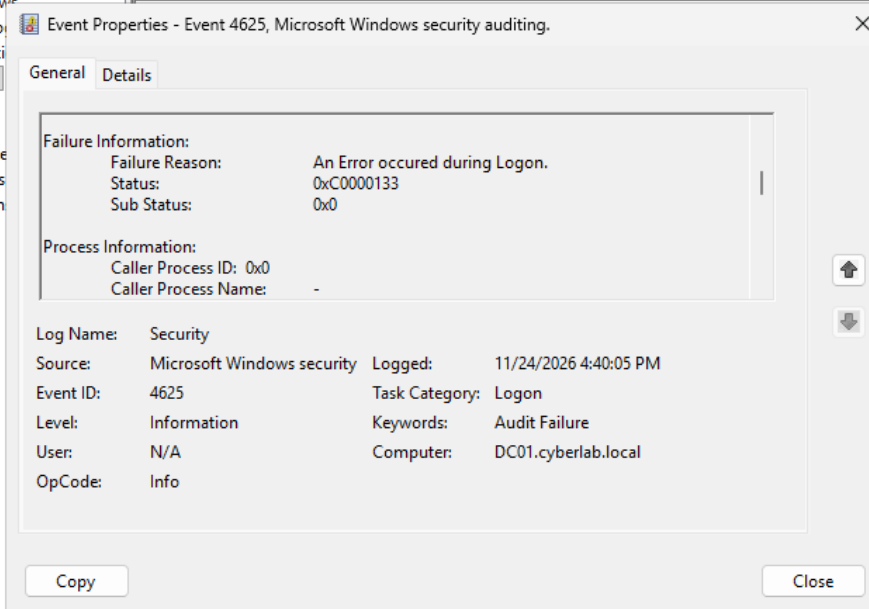 Event Properties - Event 4625, Microsoft Windows security auditing.
General Details
Failure Information:
Failure Reason: An Error occured during Logon.
Status: 0xC0000133
Sub Status: 0x0
Process Information:
Caller Process ID: 0x0
Caller Process Name: -
Log Name: Security
Source: Microsoft Windows security Logged: 11/24/2026 4:40:05 PM
Event ID: 4625 Task Category: Logon
Level: Information Keywords: Audit Failure
User: N/A Computer: DC01.cyberlab.local
OpCode: Info
Copy Close